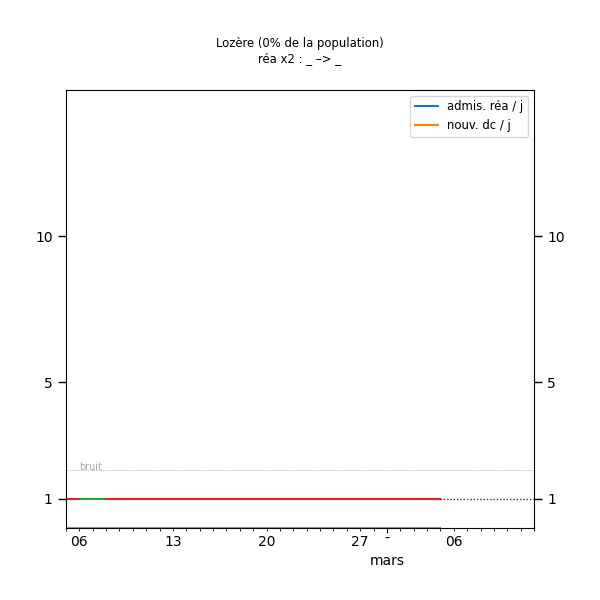 Lozère (0% de la population)
réa x2 : _ –> _
admis. réa / j
nouv. dc / j
10 10
5 5
bruit
1 1
06 13 20 27 - 06
mars